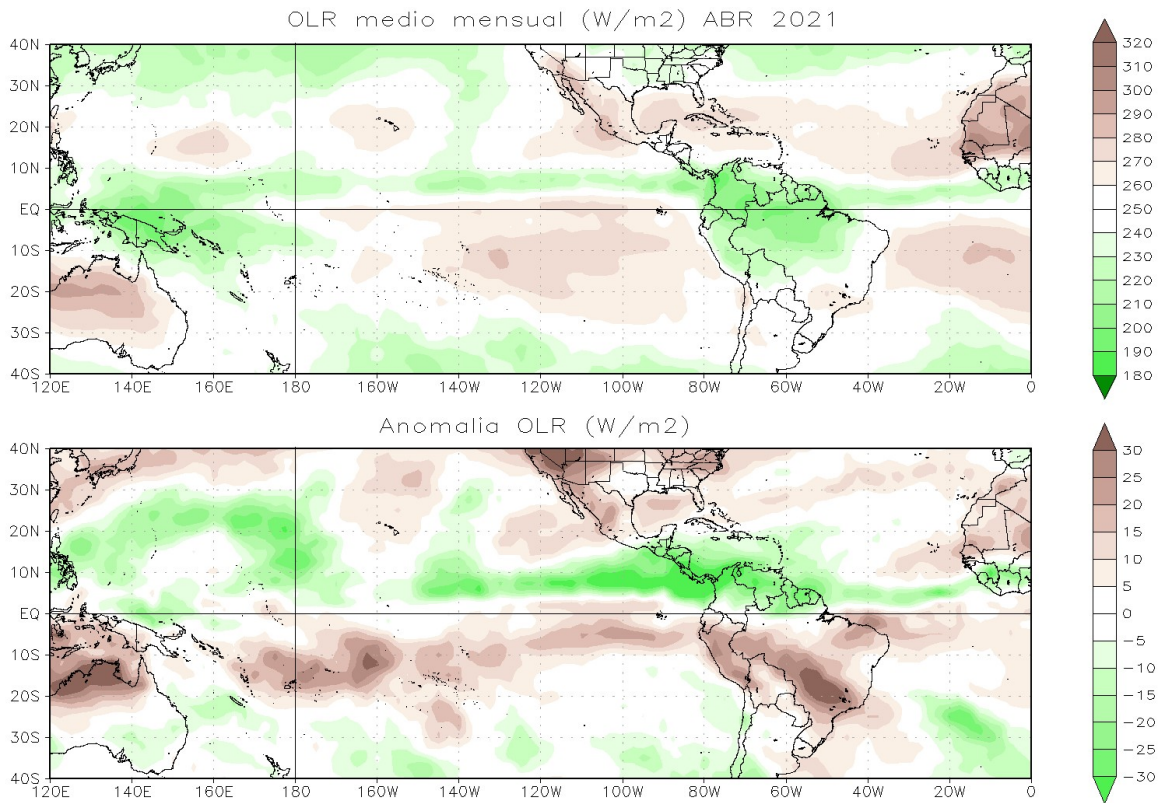 OLR medio mensual (W/m2) ABR 2021
40N
30N
20N
10N
EQ
10S
20S
30S
40S
120E 140E 160E 180 160W 140W 120W 100W 80W 60W 40W 20W 0
320
310
300
290
280
270
260
250
240
230
220
210
200
190
180
Anomalia OLR (W/m2)
40N
30N
20N
10N
EQ
10S
20S
30S
40S
120E 140E 160E 180 160W 140W 120W 100W 80W 60W 40W 20W 0
30
25
20
15
10
5
0
-5
-10
-15
-20
-25
-30